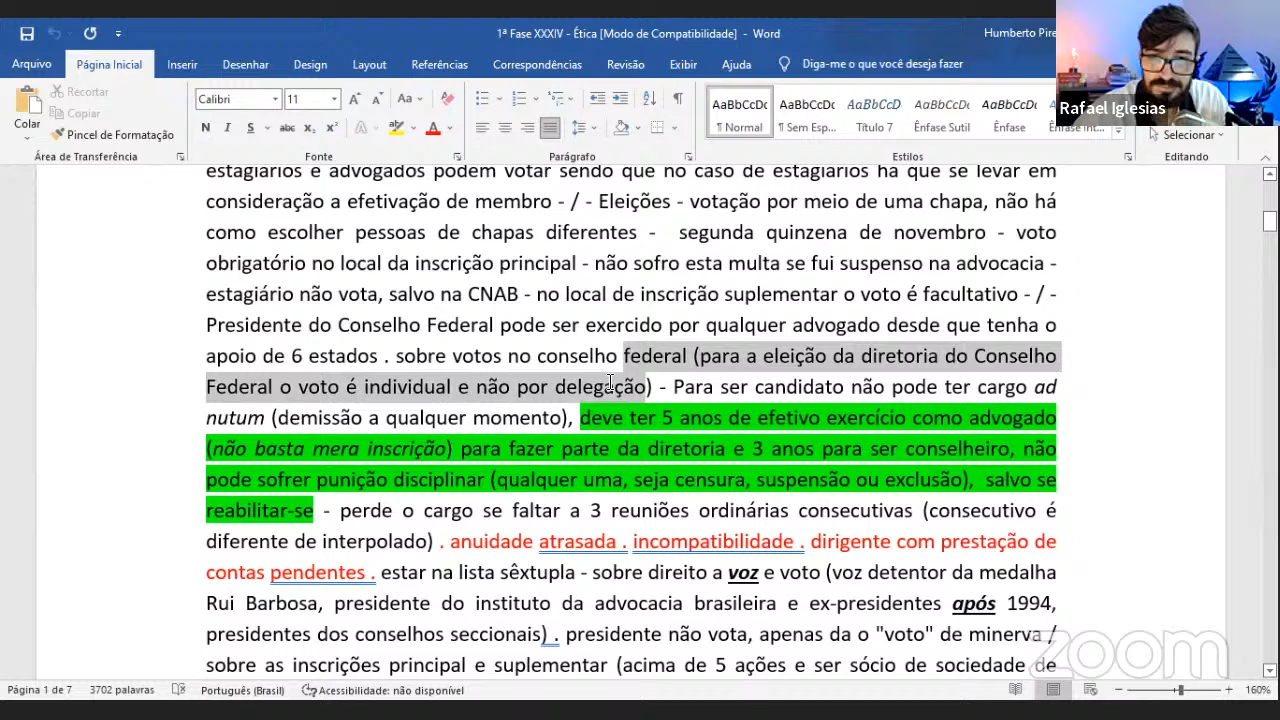 1ª Fase XXXIV - Ética [Modo de Compatibilidade] - Word
Humberto Pire
Arquivo
Página Inicial
Inserir
Desenhar
Design
Layout
Referências
Correspondências
Revisão
Exibir
Ajuda
Diga-me o que você deseja fazer
Rafael Iglesias
Colar
Recortar
Copiar
Pincel de Formatação
Área de Transferência
Calibri
11
Aa
N I S abc x₂ x²
Fonte
Parágrafo
AaBbCcDc
¶ Normal
AaBbCcDc
¶ Sem Esp...
AaBbCcD
Título 7
AaBbCcDc
Ênfase Sutil
AaBbCcDc
Ênfase
AaBbCcDc
Ênfase Int...
Estilos
Selecionar
Editando
estagiários e advogados podem votar sendo que no caso de estagiários há que se levar em
consideração a efetivação de membro - / - Eleições - votação por meio de uma chapa, não há
como escolher pessoas de chapas diferentes - segunda quinzena de novembro - voto
obrigatório no local da inscrição principal - não sofro esta multa se fui suspenso na advocacia -
estagiário não vota, salvo na CNAB - no local de inscrição suplementar o voto é facultativo - / -
Presidente do Conselho Federal pode ser exercido por qualquer advogado desde que tenha o
apoio de 6 estados . sobre votos no conselho federal (para a eleição da diretoria do Conselho
Federal o voto é individual e não por delegação) - Para ser candidato não pode ter cargo ad
nutum (demissão a qualquer momento), deve ter 5 anos de efetivo exercício como advogado
(não basta mera inscrição) para fazer parte da diretoria e 3 anos para ser conselheiro, não
pode sofrer punição disciplinar (qualquer uma, seja censura, suspensão ou exclusão), salvo se
reabilitar-se - perde o cargo se faltar a 3 reuniões ordinárias consecutivas (consecutivo é
diferente de interpolado) . anuidade atrasada . incompatibilidade . dirigente com prestação de
contas pendentes . estar na lista sêxtupla - sobre direito a voz e voto (voz detentor da medalha
Rui Barbosa, presidente do instituto da advocacia brasileira e ex-presidentes após 1994,
presidentes dos conselhos seccionais) . presidente não vota, apenas da o "voto" de minerva /
sobre as inscrições principal e suplementar (acima de 5 ações e ser sócio de sociedade de
zoom
Página 1 de 7
3702 palavras
Português (Brasil)
Acessibilidade: não disponível
160%